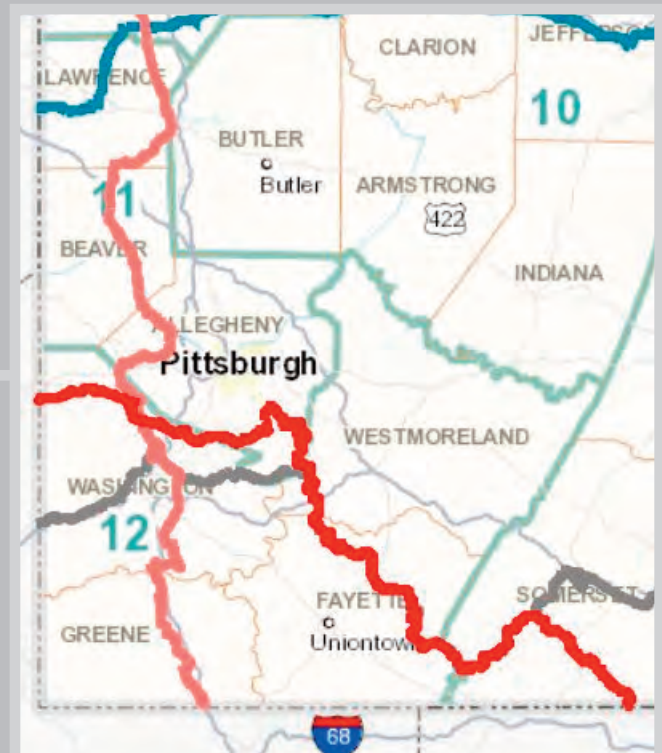 JEFFERSO
CLARION
LAWRENCE
10
BUTLER
Butler
ARMSTRONG
422
11
BEAVER
INDIANA
ALLEGHENY
Pittsburgh
WESTMORELAND
WASHINGTON
12
SOMERSET
FAYETTE
Uniontown
GREENE
68